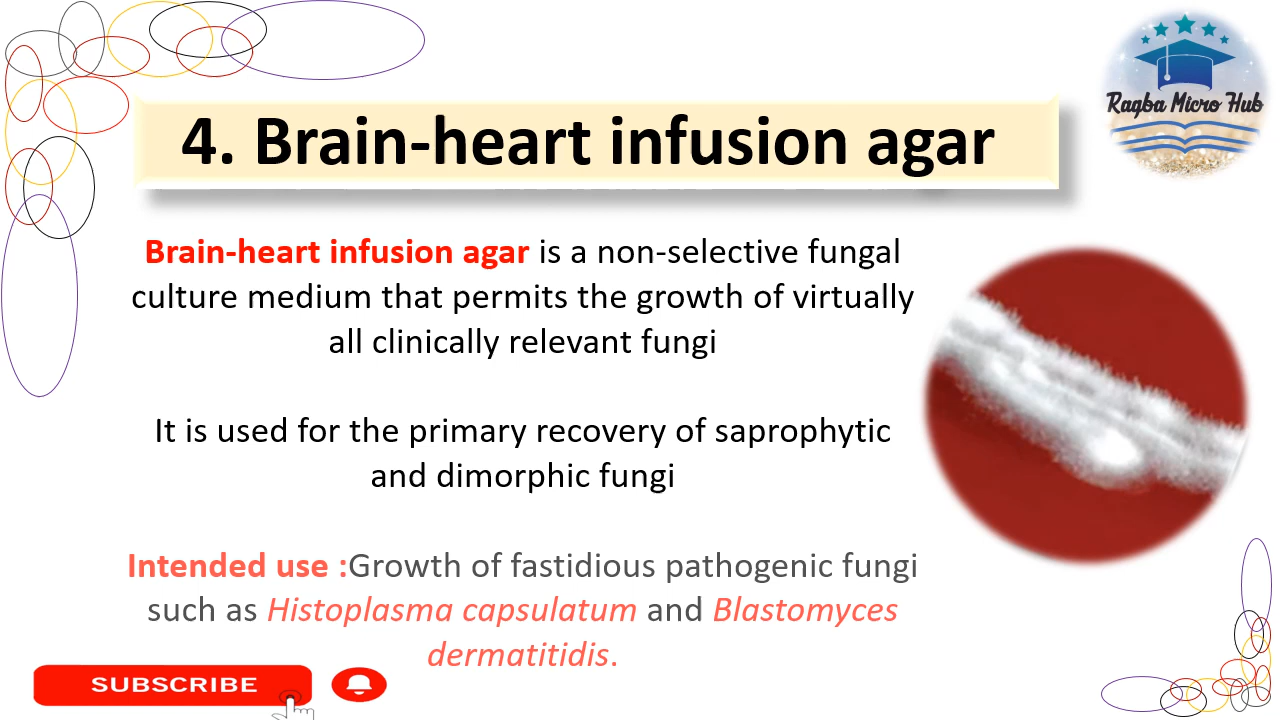 Ragba Micro Hub
4. Brain-heart infusion agar
Brain-heart infusion agar is a non-selective fungal
culture medium that permits the growth of virtually
all clinically relevant fungi
It is used for the primary recovery of saprophytic
and dimorphic fungi
Intended use :Growth of fastidious pathogenic fungi
such as Histoplasma capsulatum and Blastomyces
dermatitidis.
SUBSCRIBE